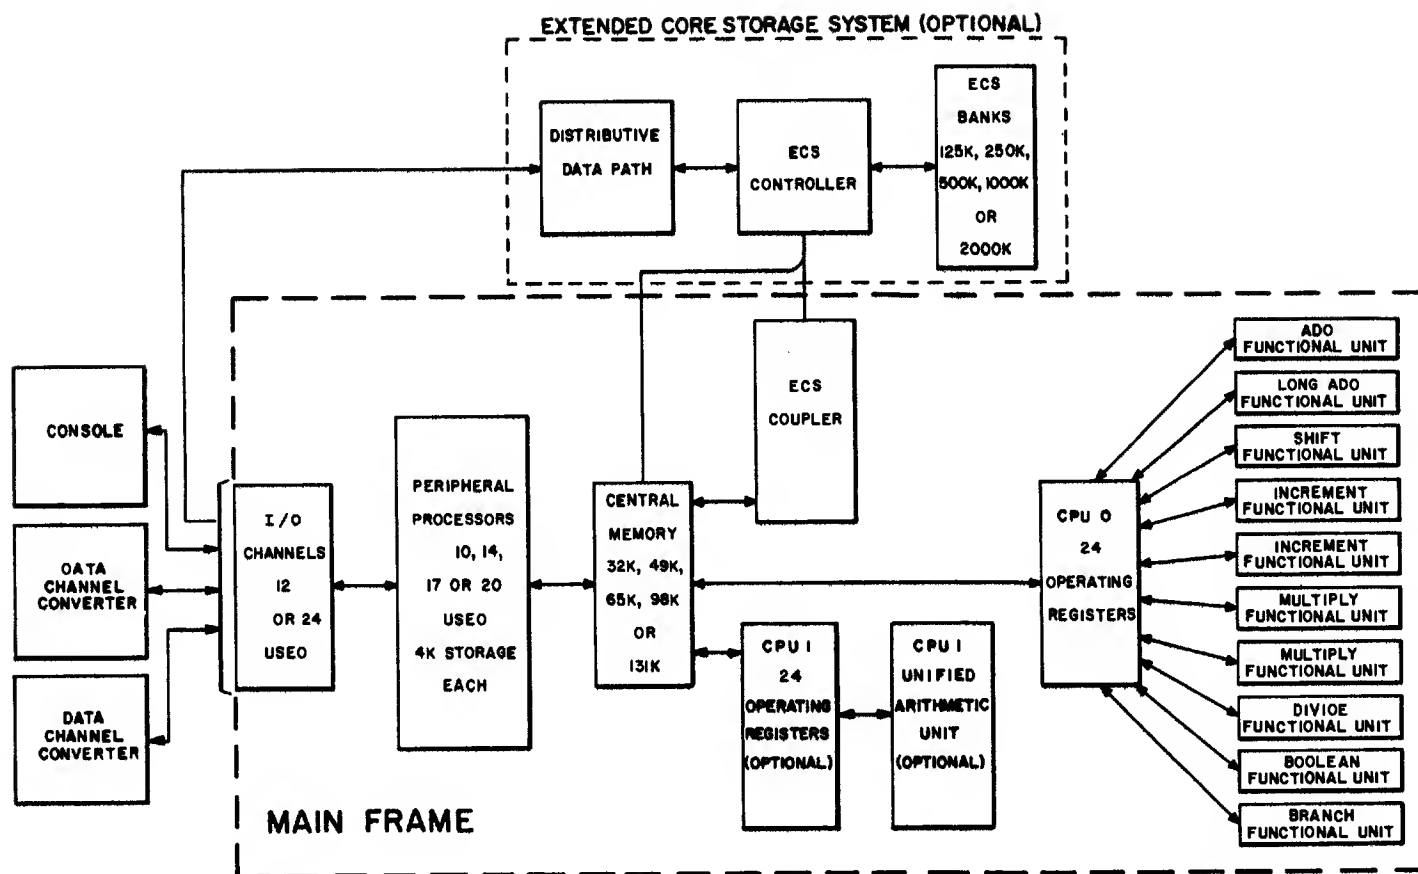 EXTENDED CORE STORAGE SYSTEM (OPTIONAL)
DISTRIBUTIVE
DATA PATH
ECS
CONTROLLER
ECS
BANKS
125K, 250K,
500K, 1000K
OR
2000K
CONSOLE
OATA
CHANNEL
CONVERTER
DATA
CHANNEL
CONVERTER
I/O
CHANNELS
12
OR 24
USEO
PERIPHERAL
PROCESSORS
10, 14,
17 OR 20
USEO
4K STORAGE
EACH
CENTRAL
MEMORY
32K, 49K,
65K, 98K
OR
131K
ECS
COUPLER
CPU I
24
OPERATING
REGISTERS
(OPTIONAL)
CPU I
UNIFIED
ARITHMETIC
UNIT
(OPTIONAL)
CPU O
24
OPERATING
REGISTERS
ADO
FUNCTIONAL UNIT
LONG ADO
FUNCTIONAL UNIT
SHIFT
FUNCTIONAL UNIT
INCREMENT
FUNCTIONAL UNIT
INCREMENT
FUNCTIONAL UNIT
MULTIPLY
FUNCTIONAL UNIT
MULTIPLY
FUNCTIONAL UNIT
DIVIOE
FUNCTIONAL UNIT
BOOLEAN
FUNCTIONAL UNIT
BRANCH
FUNCTIONAL UNIT
MAIN FRAME